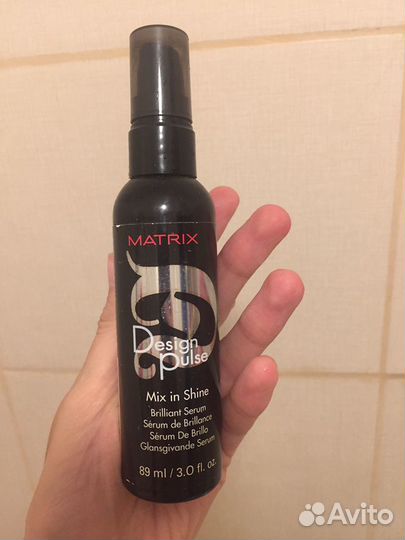 MATRIX
Design
pulse
Mix in Shine
Brilliant Serum
Sérum de Brillance
Sérum De Brillo
Glansgivande Serum
89 ml / 3.0 fl. oz.
Avito